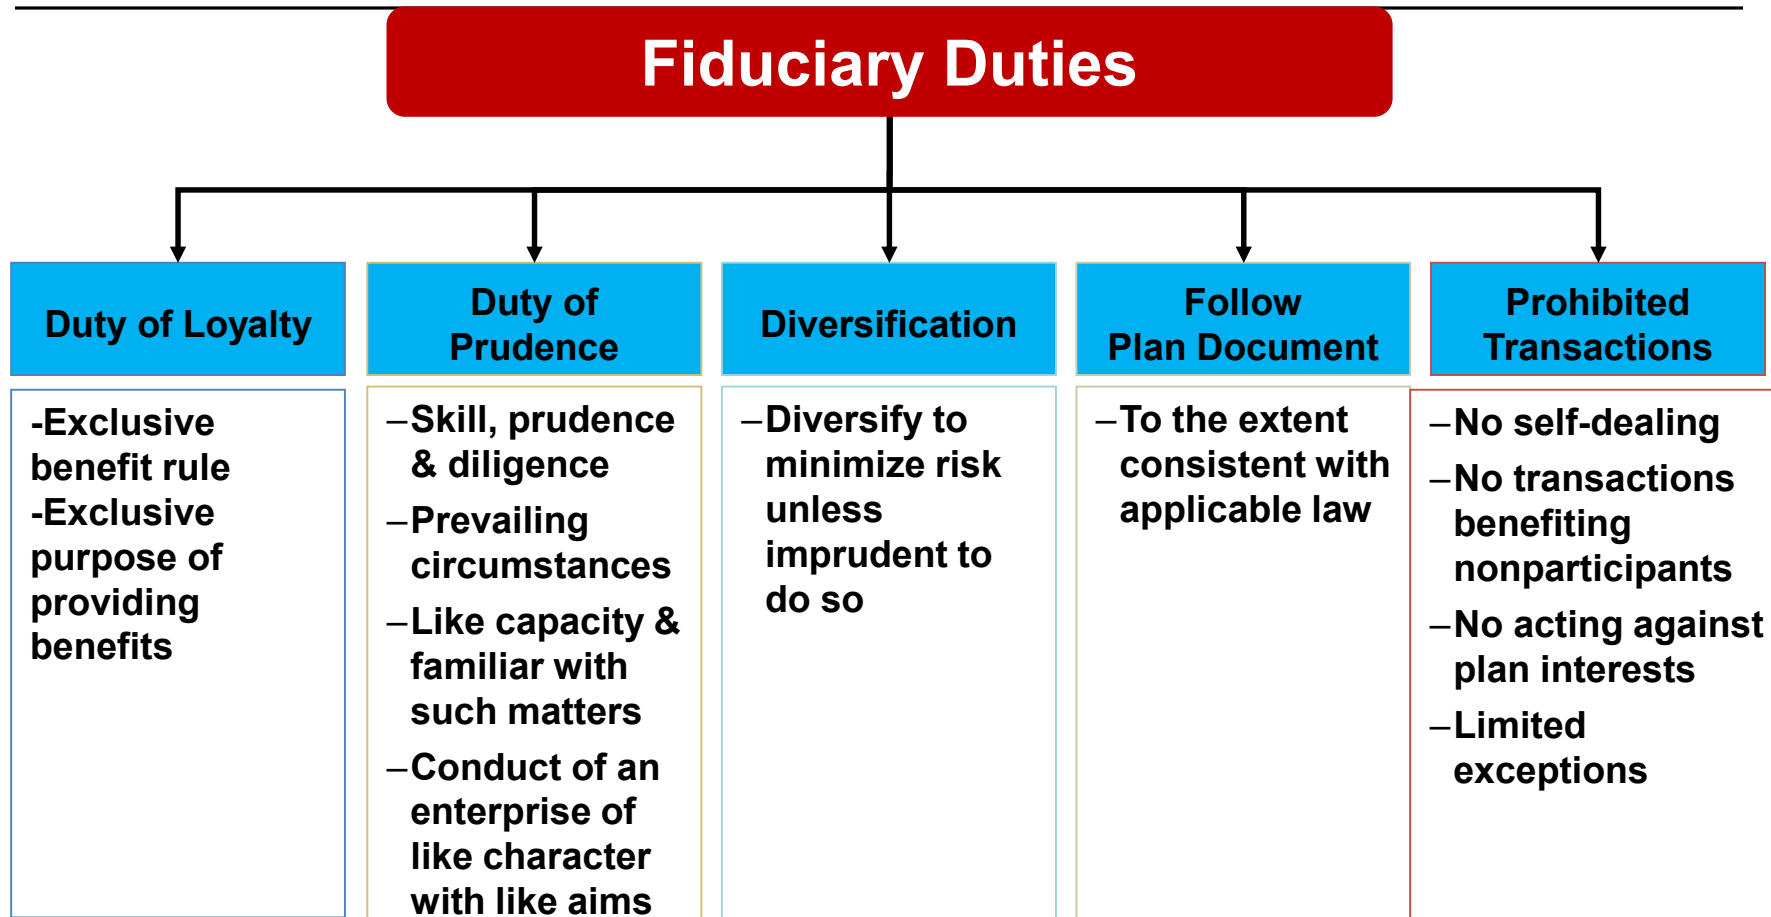 Fiduciary Duties
Duty of Loyalty
-Exclusive
benefit rule
-Exclusive
purpose of
providing
benefits
Duty of
Prudence
–Skill, prudence
& diligence
–Prevailing
circumstances
–Like capacity &
familiar with
such matters
–Conduct of an
enterprise of
like character
with like aims
Diversification
–Diversify to
minimize risk
unless
imprudent to
do so
Follow
Plan Document
–To the extent
consistent with
applicable law
Prohibited
Transactions
–No self-dealing
–No transactions
benefiting
nonparticipants
–No acting against
plan interests
–Limited
exceptions